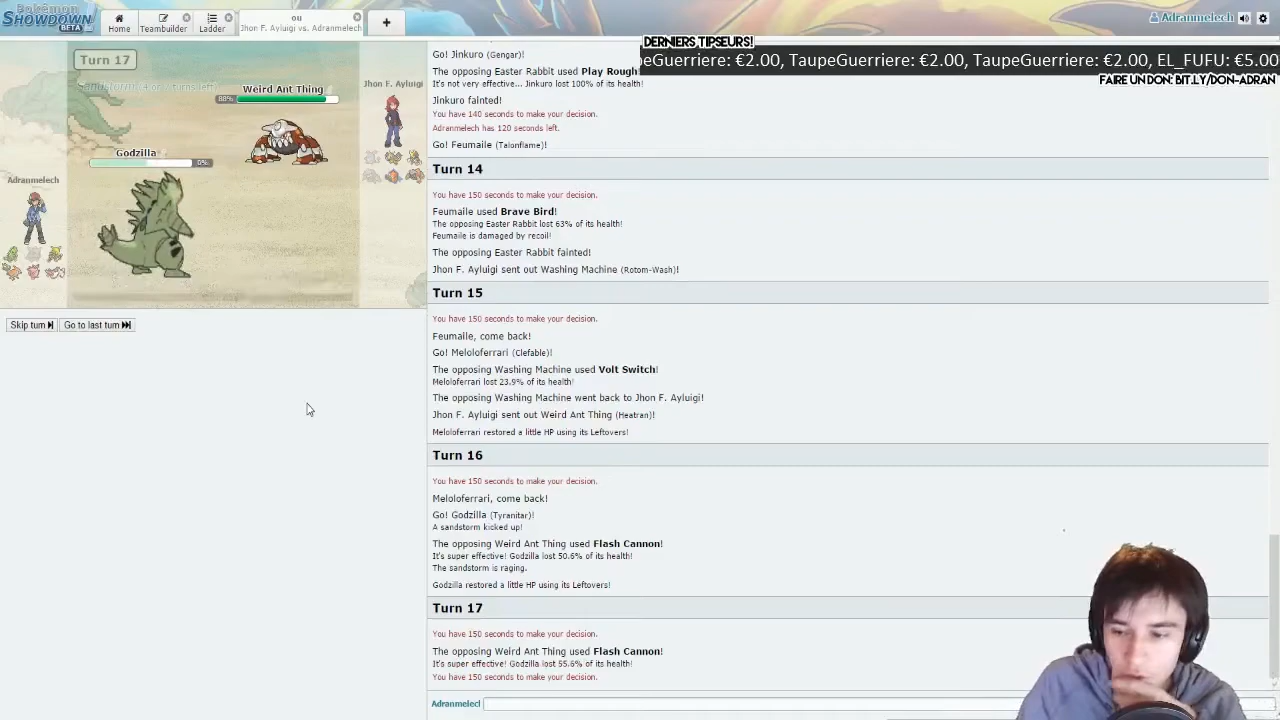 Pokémon
SHOWDOWN
BETA
Home
Teambuilder
Ladder
ou
Jhon F. Ayluigi vs. Adranmelech
Adranmelech
DERNIERS TIPSEURS!
peGuerriere: €2.00, TaupeGuerriere: €2.00, TaupeGuerriere: €2.00, EL_FUFU: €5.00
FAIRE UN DON: BIT.LY/DON-ADRAN
Turn 17
Weird Ant Thing
88%
Jhon F. Ayluigi
Godzilla
6%
Adranmelech
Skip turn
Go to last turn
Go! Jinkuro (Gengar)!
The opposing Easter Rabbit used Play Rough!
It's not very effective... Jinkuro lost 100% of its health!
Jinkuro fainted!
You have 140 seconds to make your decision.
Adranmelech has 120 seconds left.
Go! Feumaile (Talonflame)!
Turn 14
You have 150 seconds to make your decision.
Feumaile used Brave Bird!
The opposing Easter Rabbit lost 63% of its health!
Feumaile is damaged by recoil!
The opposing Easter Rabbit fainted!
Jhon F. Ayluigi sent out Washing Machine (Rotom-Wash)!
Turn 15
You have 150 seconds to make your decision.
Feumaile, come back!
Go! Meloloferrari (Clefable)!
The opposing Washing Machine used Volt Switch!
Meloloferrari lost 23.9% of its health!
The opposing Washing Machine went back to Jhon F. Ayluigi!
Jhon F. Ayluigi sent out Weird Ant Thing (Heatran)!
Meloloferrari restored a little HP using its Leftovers!
Turn 16
You have 150 seconds to make your decision.
Meloloferrari, come back!
Go! Godzilla (Tyranitar)!
A sandstorm kicked up!
The opposing Weird Ant Thing used Flash Cannon!
It's super effective! Godzilla lost 50.6% of its health!
The sandstorm is raging.
Godzilla restored a little HP using its Leftovers!
Turn 17
You have 150 seconds to make your decision.
The opposing Weird Ant Thing used Flash Cannon!
It's super effective! Godzilla lost 55.6% of its health!
You have 150 seconds to make your decision.
Adranmelecl